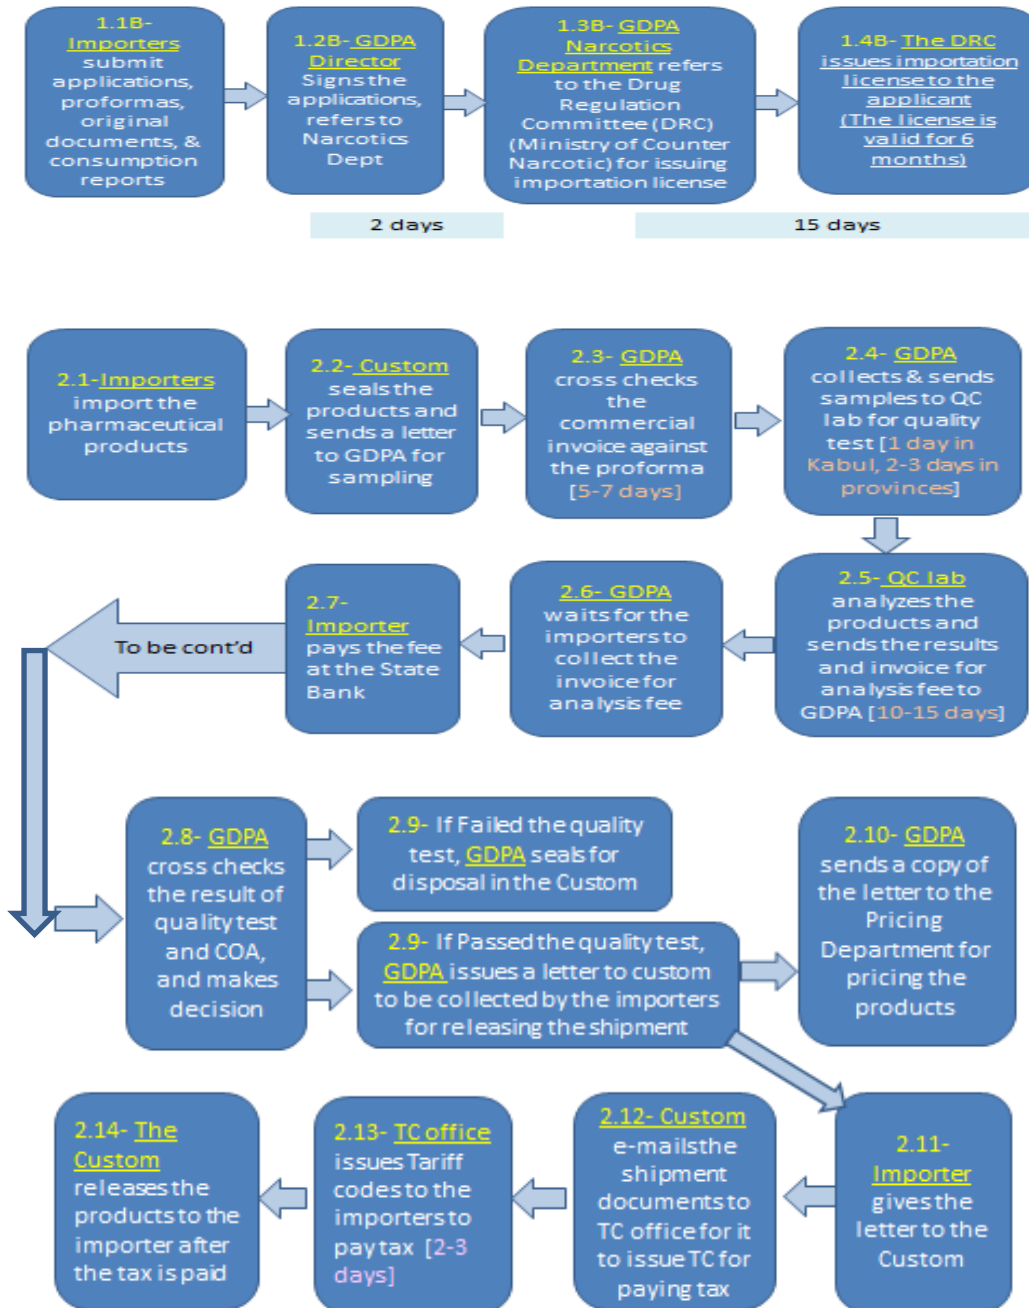 1.1B-
Importers
submit
applications,
proformas,
original
documents, &
consumption
reports
1.2B- GDPA
Director
Signs the
applications,
refers to
Narcotics
Dept
1.3B- GDPA
Narcotics
Department refers
to the Drug
Regulation
Committee (DRC)
(Ministry of Counter
Narcotic) for issuing
importation license
1.4B- The DRC
issues importation
license to the
applicant
(The license is
valid for 6
months)
2 days
15 days
2.1-Importers
import the
pharmaceutical
products
2.2- Custom
seals the
products and
sends a letter
to GDPA for
sampling
2.3- GDPA
cross checks
the
commercial
invoice against
the proforma
[5-7 days]
2.4- GDPA
collects & sends
samples to QC
lab for quality
test [1 day in
Kabul, 2-3 days in
provinces]
2.5- QC lab
analyzes the
products and
sends the results
and invoice for
analysis fee to
GDPA [10-15 days]
2.6- GDPA
waits for the
importers to
collect the
invoice for
analysis fee
2.7-
Importer
pays the fee
at the State
Bank
To be cont'd
2.8- GDPA
cross checks
the result of
quality test
and COA,
and makes
decision
2.9- If Failed the quality
test, GDPA seals for
disposal in the Custom
2.9- If Passed the quality test,
GDPA issues a letter to custom
to be collected by the importers
for releasing the shipment
2.10- GDPA
sends a copy of
the letter to the
Pricing
Department for
pricing the
products
2.11-
Importer
gives the
letter to the
Custom
2.12- Custom
e-mails the
shipment
documents to
TC office for it
to issue TC for
paying tax
2.13- TC office
issues Tariff
codes to the
importers to
pay tax [2-3
days]
2.14- The
Custom
releases the
products to the
importer after
the tax is paid